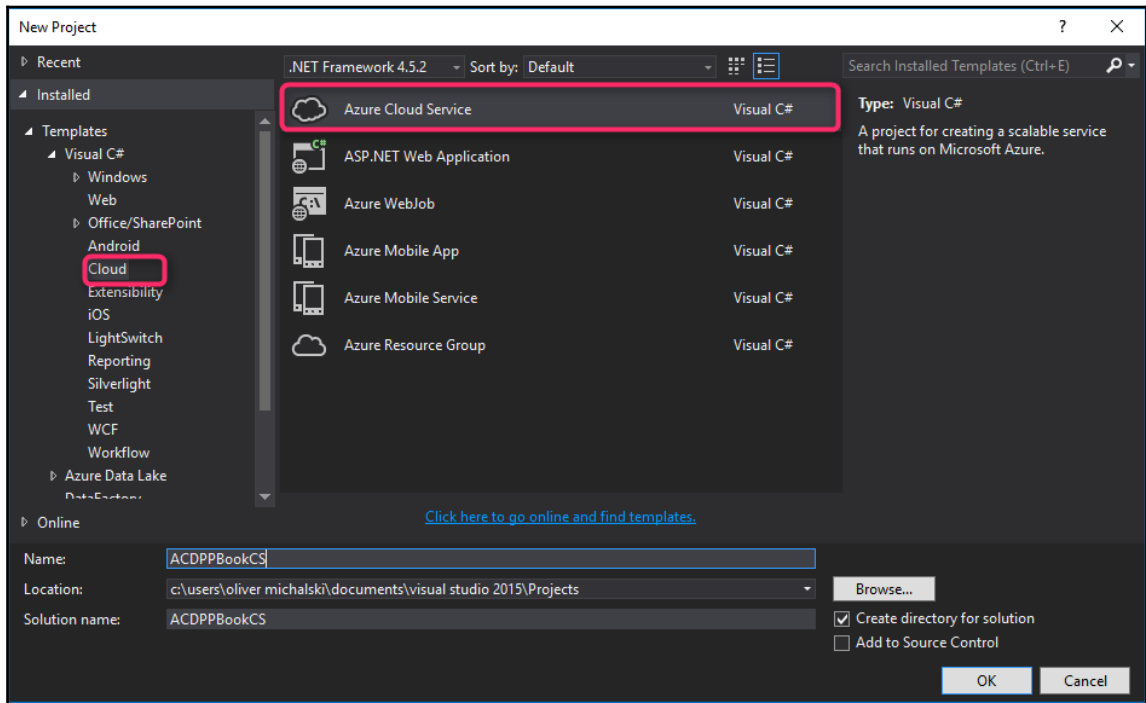 New Project
?
Recent
Installed
Templates
Visual C#
Windows
Web
Office/SharePoint
Android
Cloud
Extensibility
iOS
LightSwitch
Reporting
Silverlight
Test
WCF
Workflow
Azure Data Lake
DataFactory
Online
.NET Framework 4.5.2 Sort by: Default
Azure Cloud Service Visual C#
C# ASP.NET Web Application Visual C#
C:\ Azure WebJob Visual C#
Azure Mobile App Visual C#
Azure Mobile Service Visual C#
Azure Resource Group Visual C#
Click here to go online and find templates.
Search Installed Templates (Ctrl+E)
Type: Visual C#
A project for creating a scalable service
that runs on Microsoft Azure.
Name: ACDPPBookCS
Location: c:\users\oliver michalski\documents\visual studio 2015\Projects Browse...
Solution name: ACDPPBookCS Create directory for solution
Add to Source Control
OK Cancel